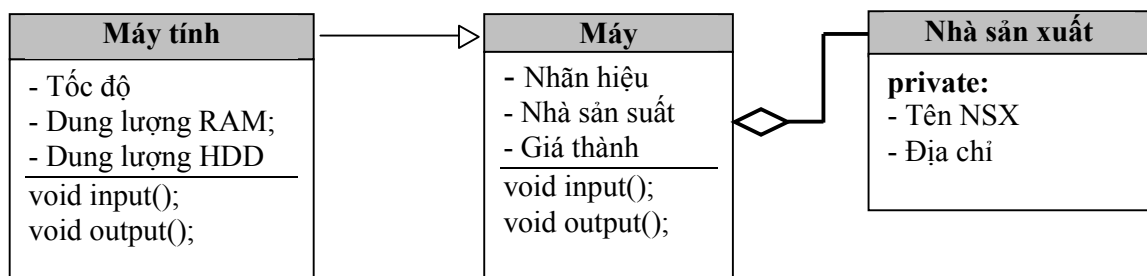 Máy tính
- Tốc độ
- Dung lượng RAM;
- Dung lượng HDD
void input();
void output();
Máy
- Nhãn hiệu
- Nhà sản suất
- Giá thành
void input();
void output();
Nhà sản xuất
private:
- Tên NSX
- Địa chỉ